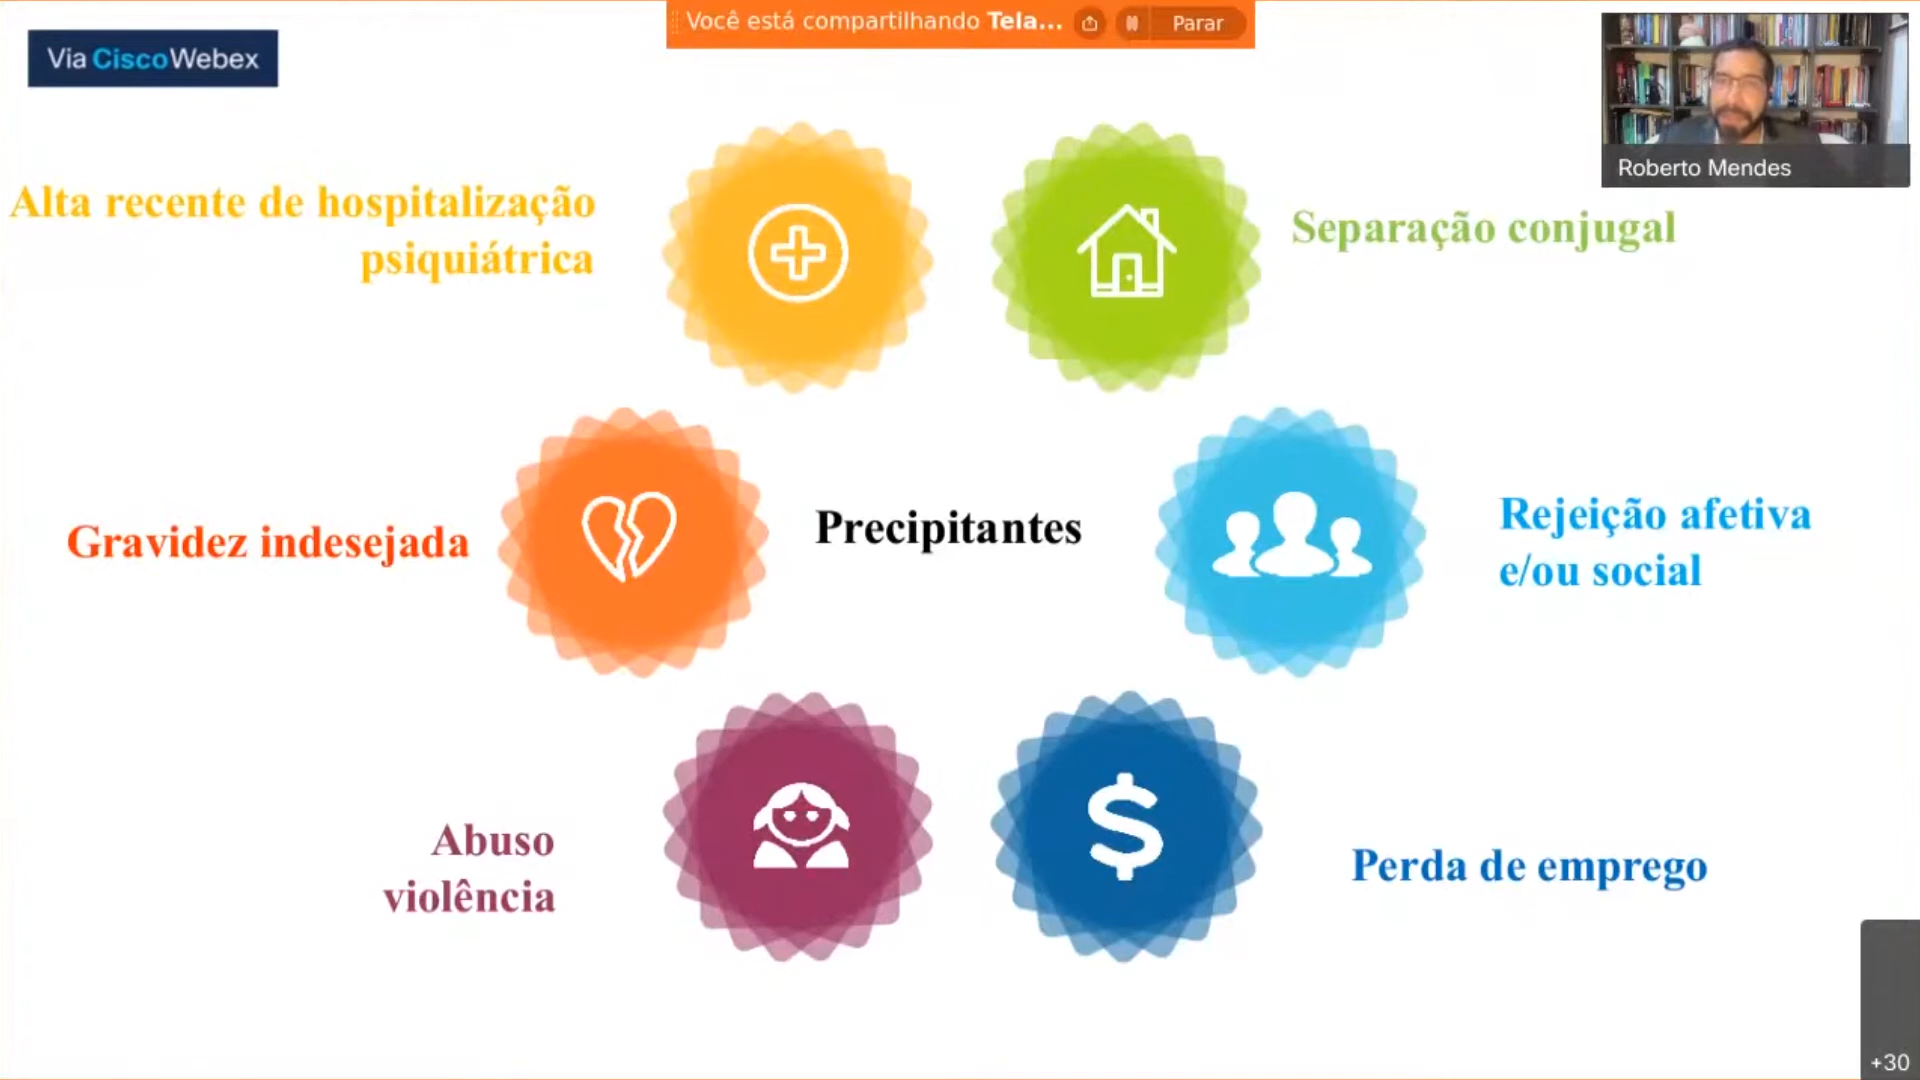 Você está compartilhando Tela... Parar
Via CiscoWebex
Roberto Mendes
Alta recente de hospitalização
psiquiátrica
Separação conjugal
Gravidez indesejada
Precipitantes
Rejeição afetiva
e/ou social
Abuso
violência
Perda de emprego
+30